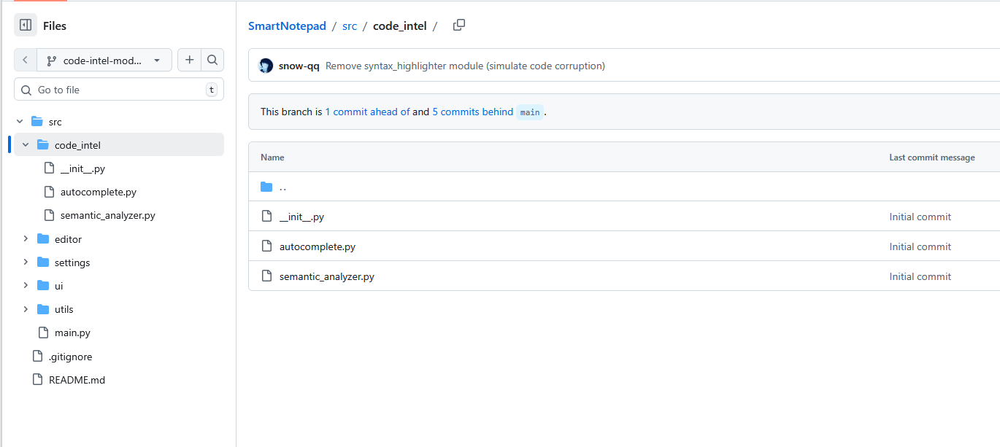 Files
code-intel-mod...
Go to file
t
src
code_intel
__init__.py
autocomplete.py
semantic_analyzer.py
editor
settings
ui
utils
main.py
.gitignore
README.md
SmartNotepad / src / code_intel /
snow-qq Remove syntax_highlighter module (simulate code corruption)
This branch is 1 commit ahead of and 5 commits behind main.
Name Last commit message
..
__init__.py Initial commit
autocomplete.py Initial commit
semantic_analyzer.py Initial commit